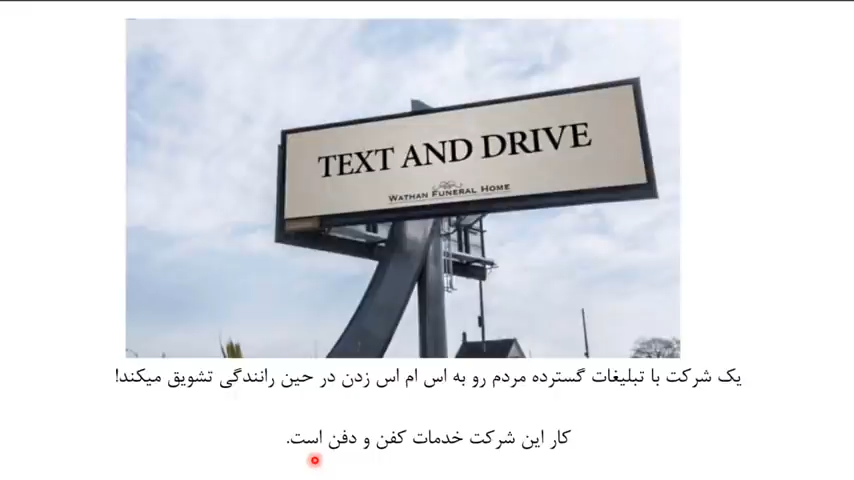 TEXT AND DRIVE
WATHAN FUNERAL HOME
یک شرکت با تبلیغات گسترده مردم رو به اس ام اس زدن در حین رانندگی تشویق میکند!
کار این شرکت خدمات کفن و دفن است.